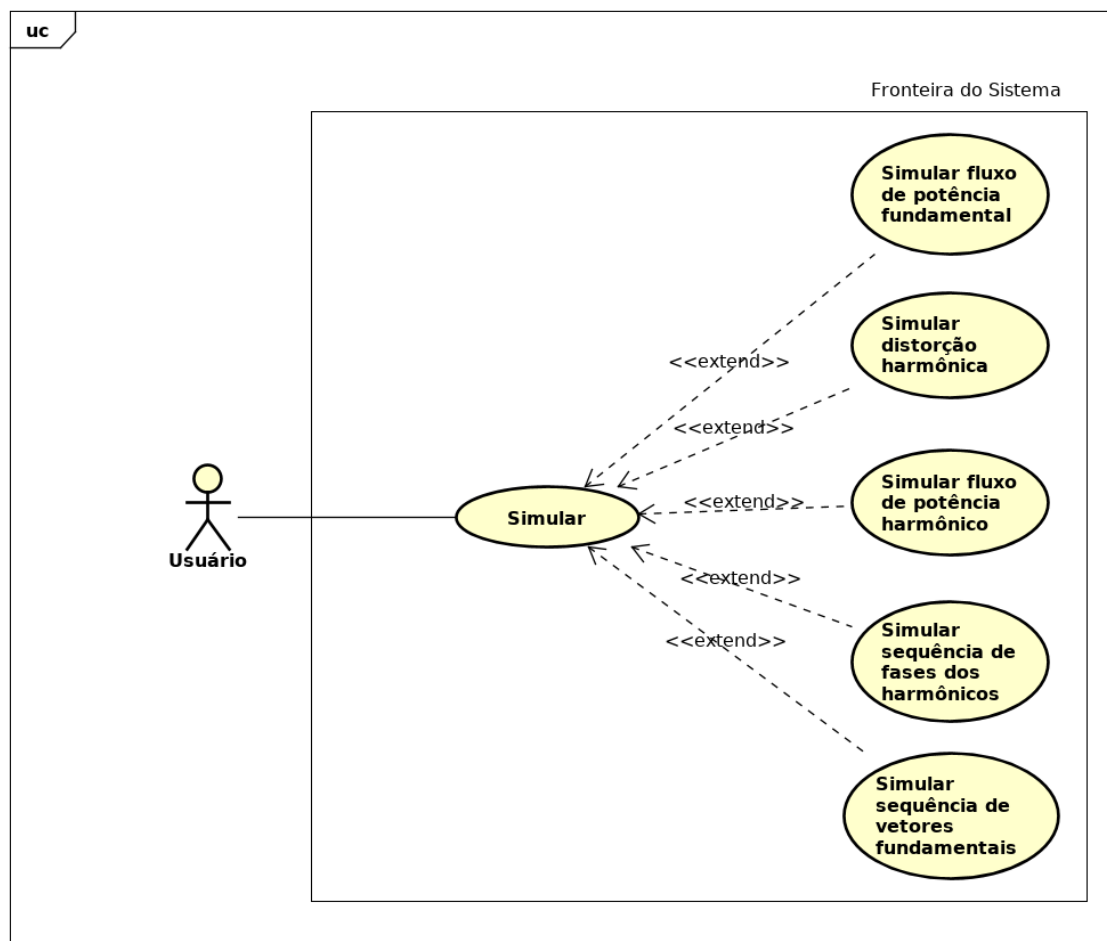 uc
Fronteira do Sistema
Simular fluxo
de potência
fundamental
Simular
distorção
harmônica
<<extend>>
<<extend>>
Simular fluxo
de potência
harmônico
<<extend>>
Simular
Usuário
<<extend>>
Simular
sequência de
fases dos
harmônicos
<<extend>>
Simular
sequência de
vetores
fundamentais